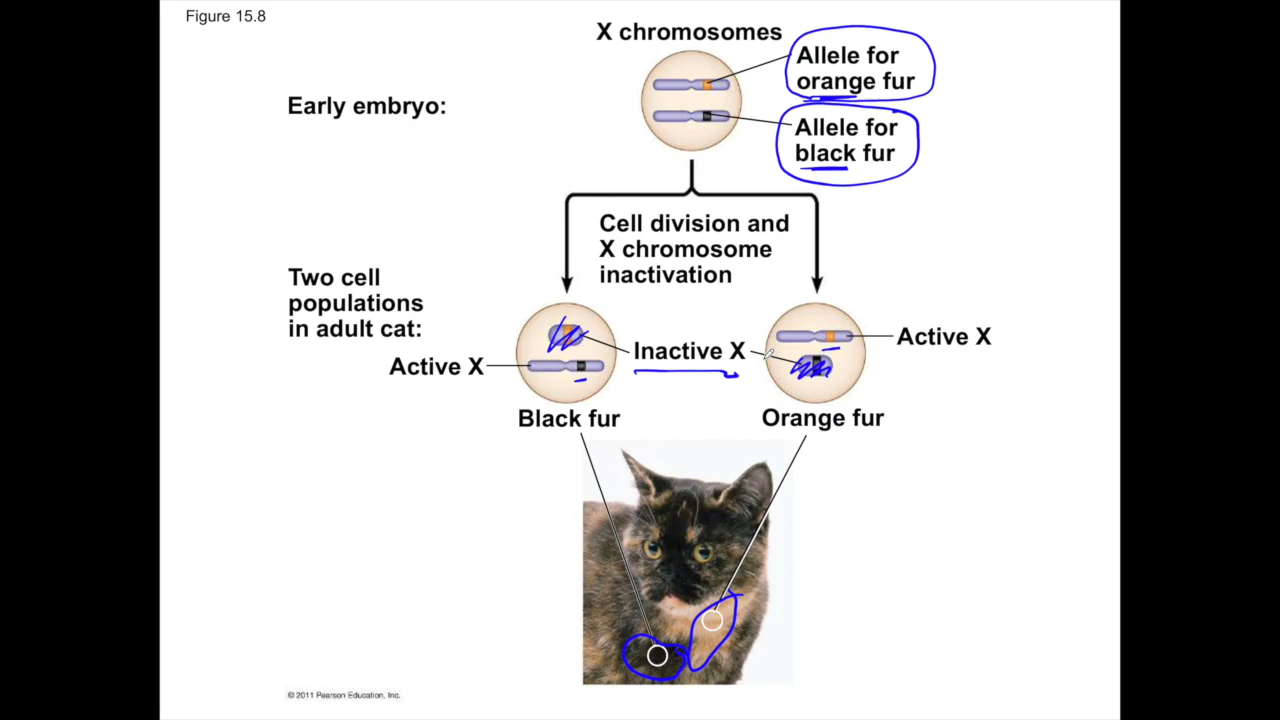 Figure 15.8
X chromosomes
Allele for
orange fur
Early embryo:
Allele for
black fur
Cell division and
X chromosome
inactivation
Two cell
populations
in adult cat:
Active X
Inactive X
Active X
Black fur
Orange fur
© 2011 Pearson Education, Inc.